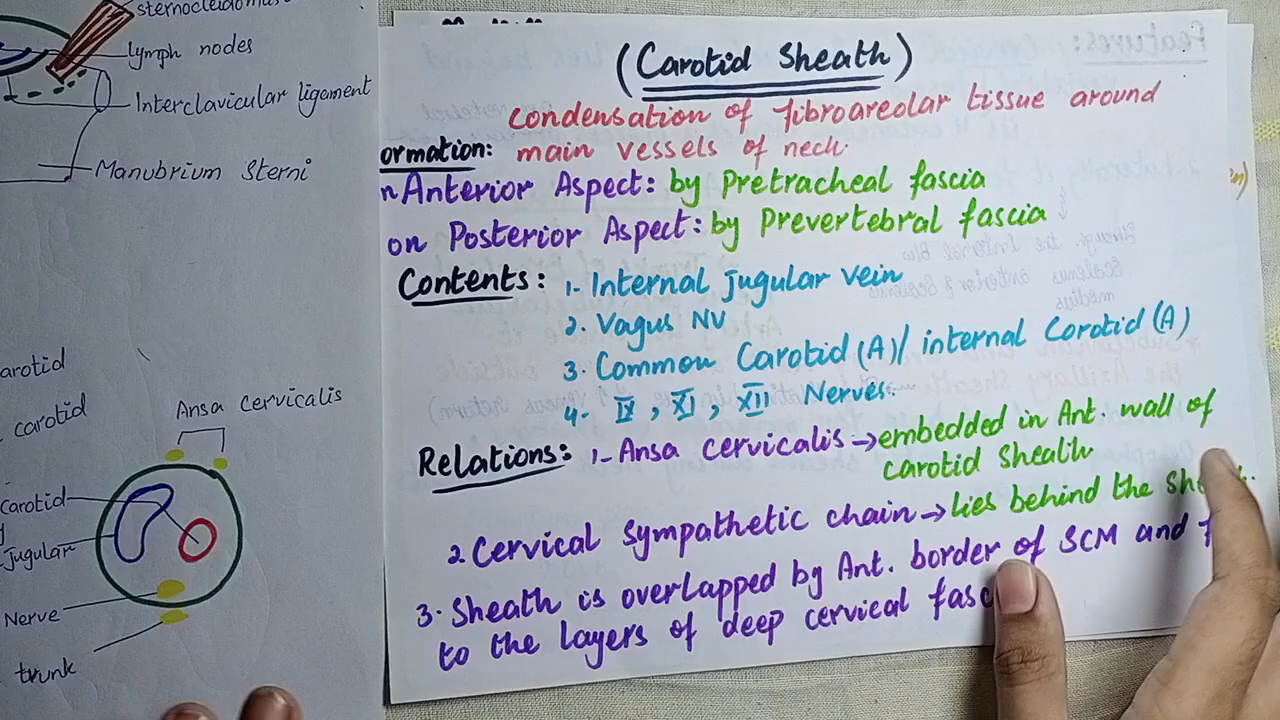 sternocleidomas
lymph nodes
Interclavicular ligement
Manubrium Sterni
arotid
carotid
Ansa Cervicalis
Carotid
Jugular
Nerve
trunk
(Carotid Sheath)
condensation of fibroareolar tissue around
ormation: main vessels of neck.
n Anterior Aspect: by Pretracheal fascia
on Posterior Aspect: by Prevertebral fascia
Contents: 1- Internal jugular vein
2. Vagus NV
3. Common Carotid (A)/ internal Corotid (A)
4- IX, XI, XII Nerves.
Relations: 1- Ansa cervicalis → embedded in Ant. wall of
carotid Sheath
2. Cervical Sympathetic chain → lies behind the Sh
3. Sheath is overlapped by Ant. border of SCM and f
to the layers of deep cervical fasc